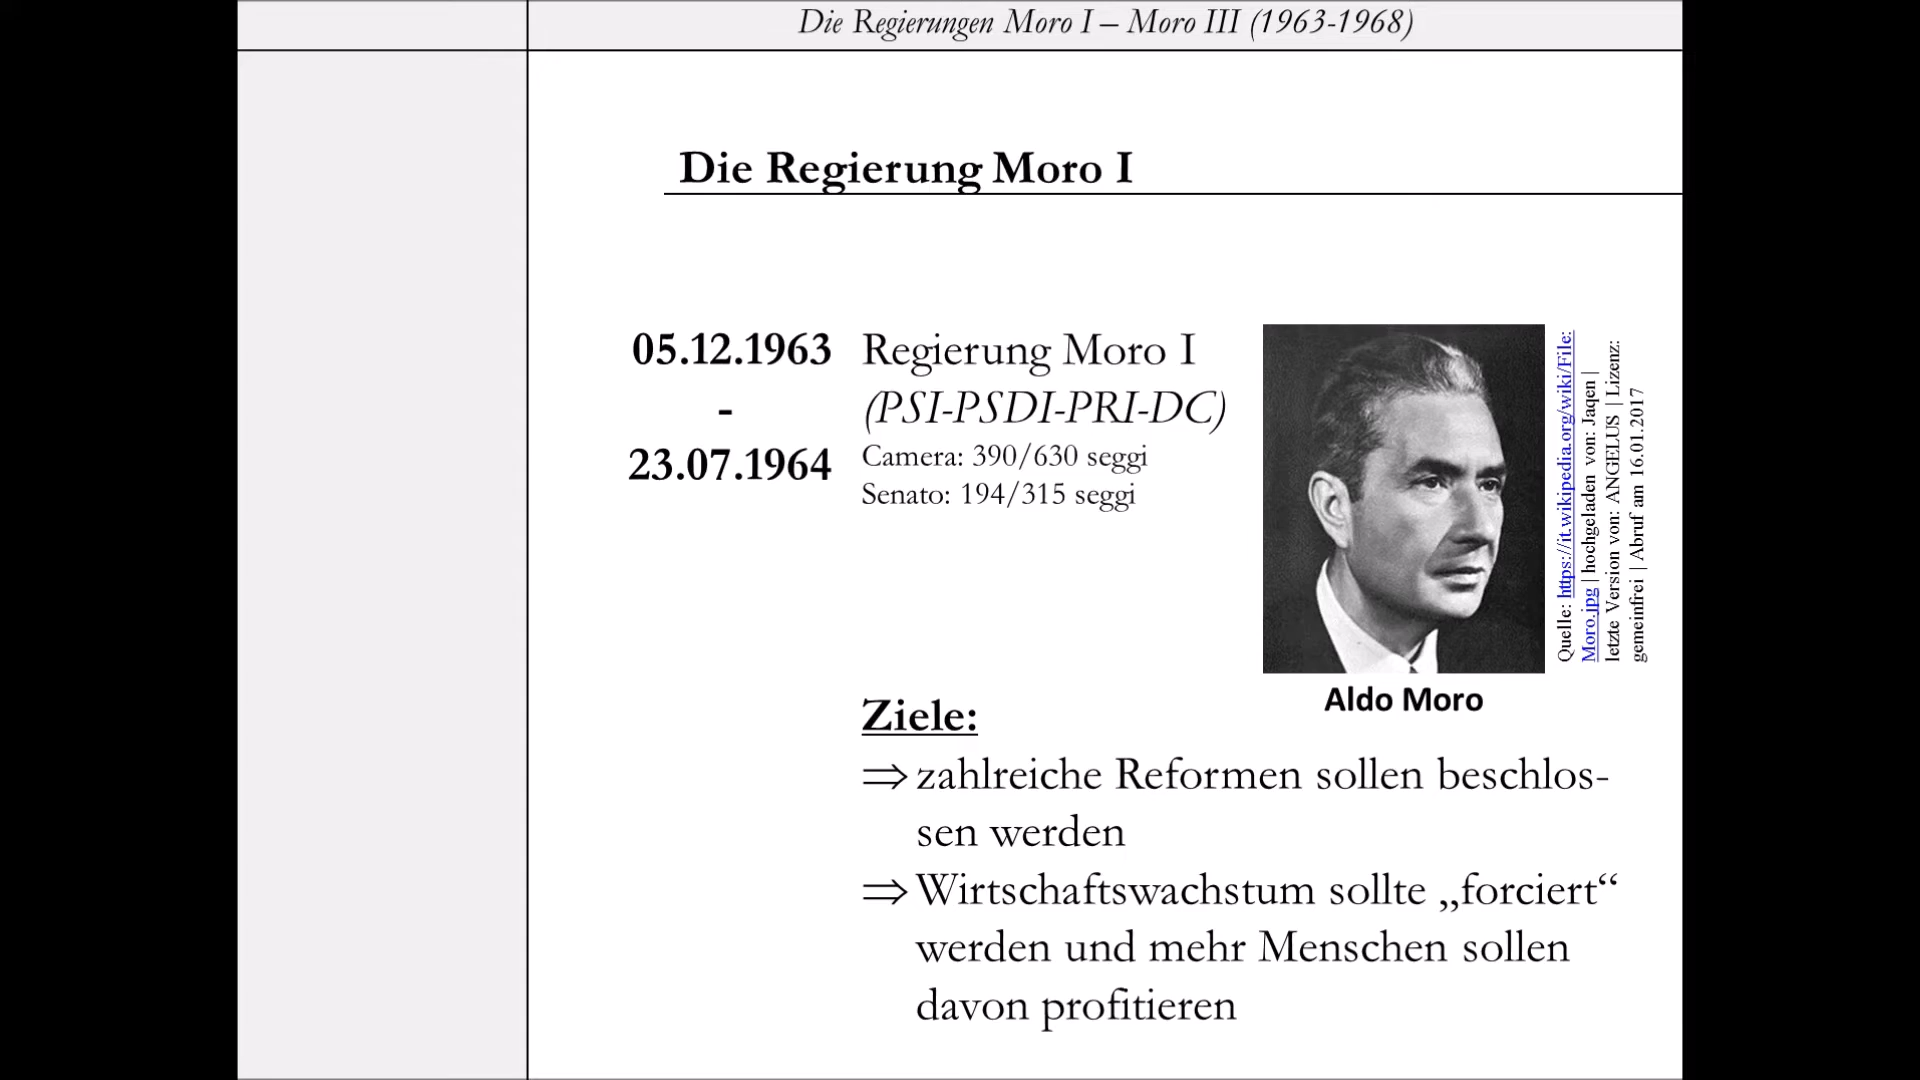 Die Regierungen Moro I – Moro III (1963-1968)
Die Regierung Moro I
05.12.1963
-
23.07.1964
Regierung Moro I
(PSI-PSDI-PRI-DC)
Camera: 390/630 seggi
Senato: 194/315 seggi
Quelle: https://it.wikipedia.org/wiki/File:
Moro.jpg | hochgeladen von: Jaqen |
letzte Version von: ANGELUS | Lizenz:
gemeinfrei | Abruf am 16.01.2017
Aldo Moro
Ziele:
⇒ zahlreiche Reformen sollen beschlos-
sen werden
⇒ Wirtschaftswachstum sollte „forciert“
werden und mehr Menschen sollen
davon profitieren